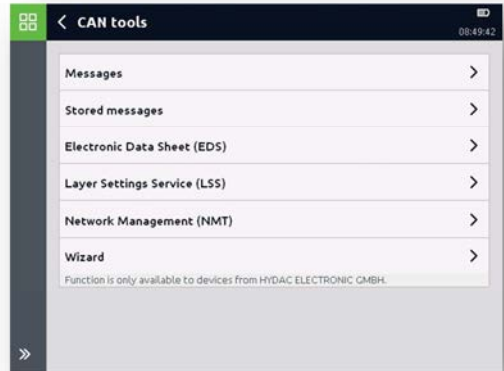 CAN tools
08:49:42
Messages
Stored messages
Electronic Data Sheet (EDS)
Layer Settings Service (LSS)
Network Management (NMT)
Wizard
Function is only available to devices from HYDAC ELECTRONIC GMBH.